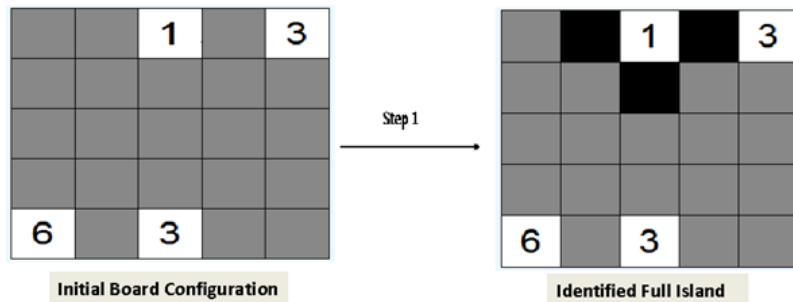 1 3
1 3
Step 1
6 3
6 3
Initial Board Configuration
Identified Full Island